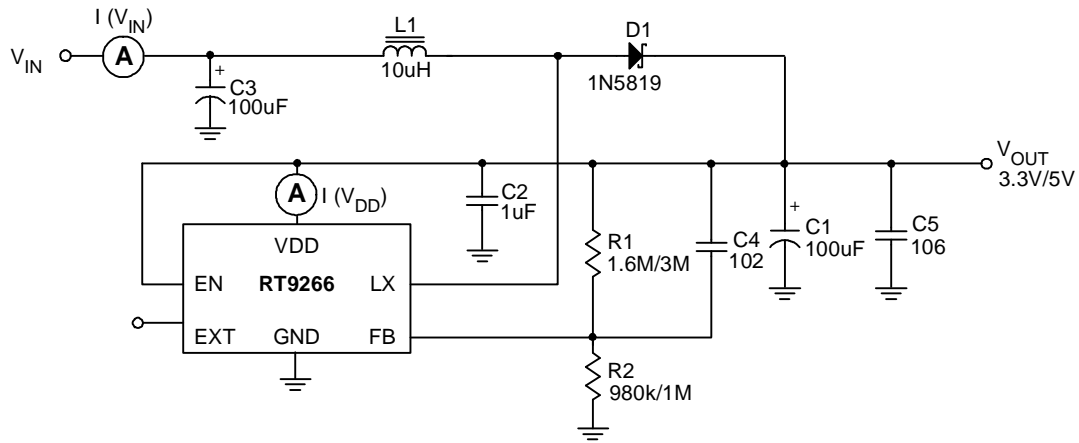 I (V_IN)
V_IN
A
L1
10uH
D1
1N5819
+
C3
100uF
A
I (V_DD)
C2
1uF
V_OUT
3.3V/5V
VDD
EN
RT9266
LX
EXT
GND
FB
R1
1.6M/3M
C4
102
+
C1
100uF
C5
106
R2
980k/1M